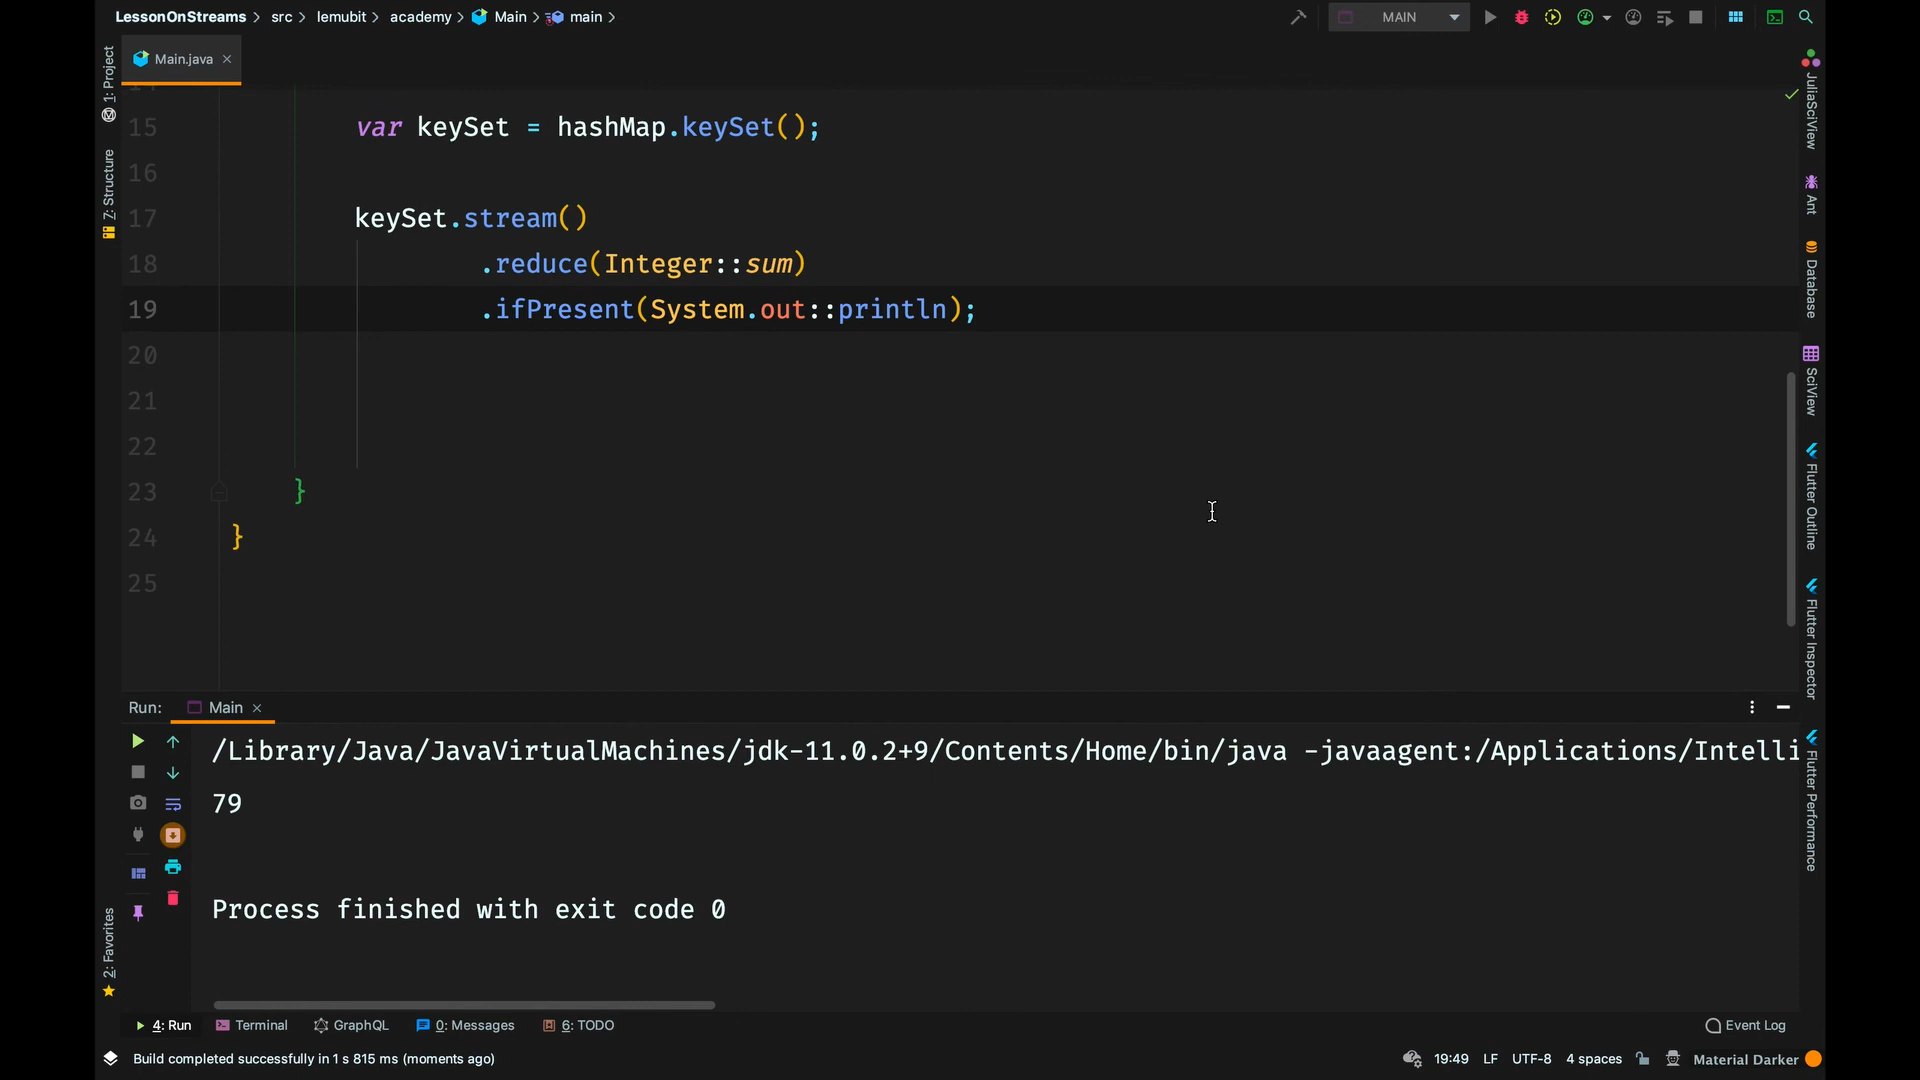 LessonOnStreams > src > lemubit > academy > Main > main >
MAIN
1: Project
Main.java ×
15 var keySet = hashMap.keySet();
16
17 keySet.stream()
18 .reduce(Integer::sum)
19 .ifPresent(System.out::println);
20
21
22
23 }
24 }
25
7: Structure
2: Favorites
JuliaSciView
Ant
Database
SciView
Flutter Outline
Flutter Inspector
Flutter Performance
Run: Main ×
/Library/Java/JavaVirtualMachines/jdk-11.0.2+9/Contents/Home/bin/java -javaagent:/Applications/Intelli
79
Process finished with exit code 0
4: Run Terminal GraphQL 0: Messages 6: TODO Event Log
Build completed successfully in 1 s 815 ms (moments ago) 19:49 LF UTF-8 4 spaces Material Darker